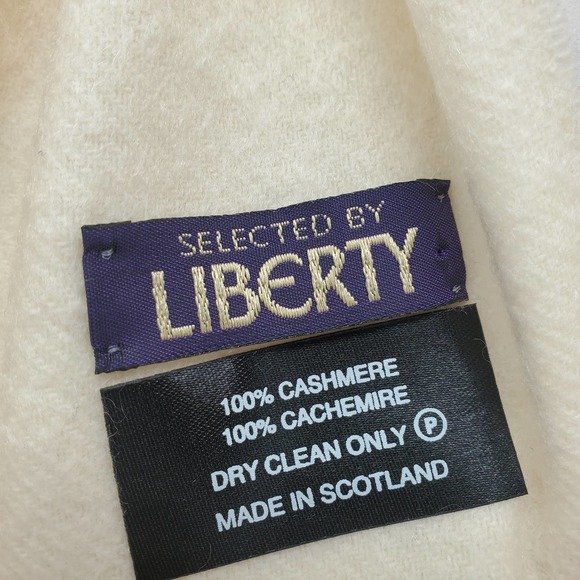 SELECTED BY
LIBERTY
100% CASHMERE
100% CACHEMIRE
DRY CLEAN ONLY Ⓟ
MADE IN SCOTLAND